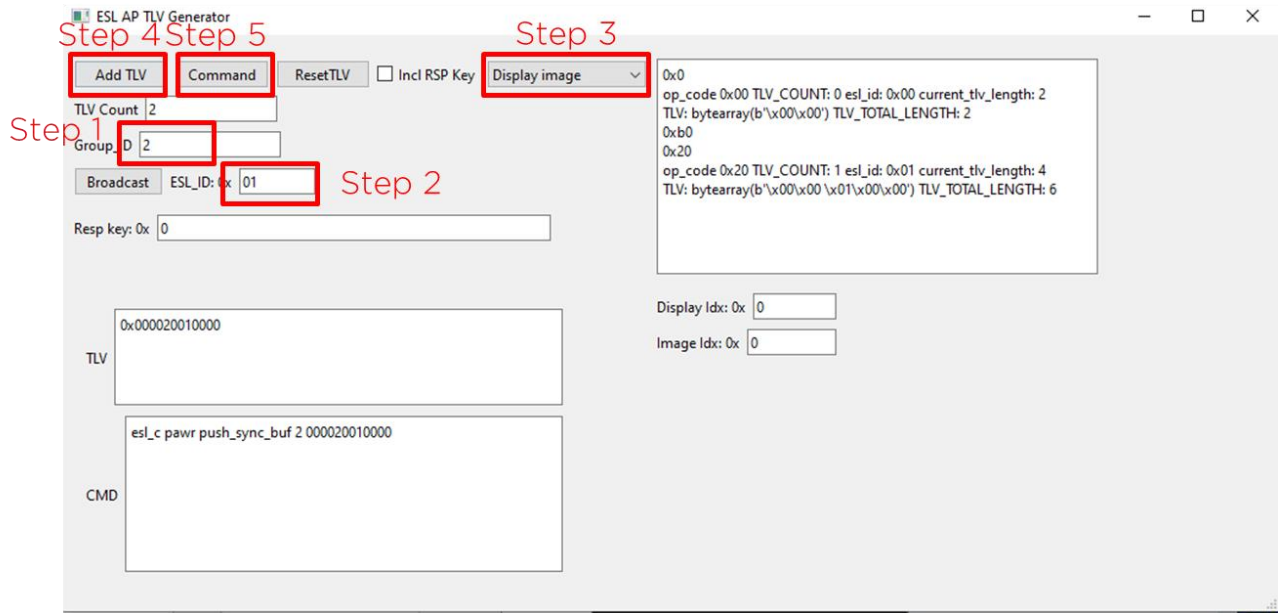 ESL AP TLV Generator
Step 4 Step 5 Step 3
Add TLV Command ResetTLV Incl RSP Key Display image
TLV Count 2
Step 1
Group_ID 2
Broadcast ESL_ID: 0x 01
Step 2
Resp key: 0x 0
0x0
op_code 0x00 TLV_COUNT: 0 esl_id: 0x00 current_tlv_length: 2
TLV: bytearray(b'\x00\x00') TLV_TOTAL_LENGTH: 2
0xb0
0x20
op_code 0x20 TLV_COUNT: 1 esl_id: 0x01 current_tlv_length: 4
TLV: bytearray(b'\x00\x00 \x01\x00\x00') TLV_TOTAL_LENGTH: 6
Display Idx: 0x 0
Image Idx: 0x 0
TLV
0x000020010000
CMD
esl_c pawr push_sync_buf 2 000020010000